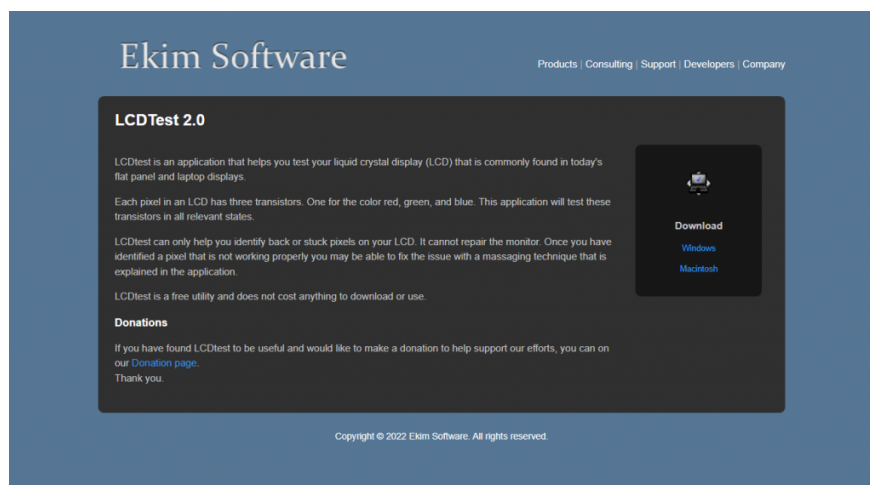 Ekim Software
Products | Consulting | Support | Developers | Company
LCDTest 2.0
LCDtest is an application that helps you test your liquid crystal display (LCD) that is commonly found in today's
flat panel and laptop displays.
Each pixel in an LCD has three transistors. One for the color red, green, and blue. This application will test these
transistors in all relevant states.
LCDtest can only help you identify back or stuck pixels on your LCD. It cannot repair the monitor. Once you have
identified a pixel that is not working properly you may be able to fix the issue with a massaging technique that is
explained in the application.
LCDtest is a free utility and does not cost anything to download or use.
Donations
If you have found LCDtest to be useful and would like to make a donation to help support our efforts, you can on
our Donation page.
Thank you.
Download
Windows
Macintosh
Copyright © 2022 Ekim Software. All rights reserved.